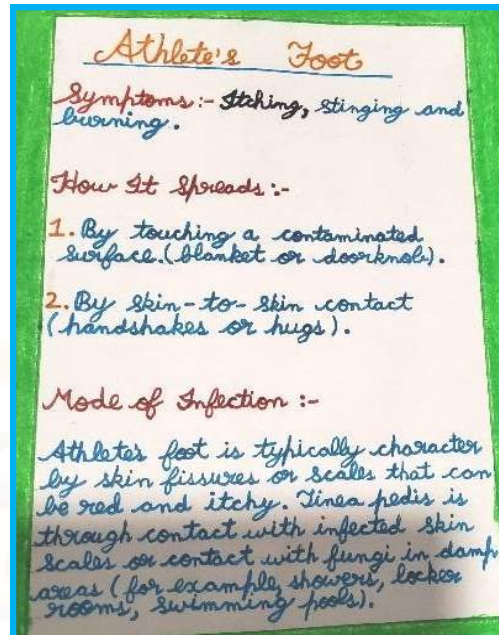 Athlete's Foot
Symptoms:- Itching, stinging and
burning.
How It Spreads:-
1. By touching a contaminated
surface.(blanket or doorknob).
2. By skin-to-skin contact
(handshakes or hugs).
Mode of Infection :-
Athlete's foot is typically character
by skin fissures or scales that can
be red and itchy. Tinea pedis is
through contact with infected skin
scales or contact with fungi in damp
areas (for example, showers, locker
rooms, swimming pools).